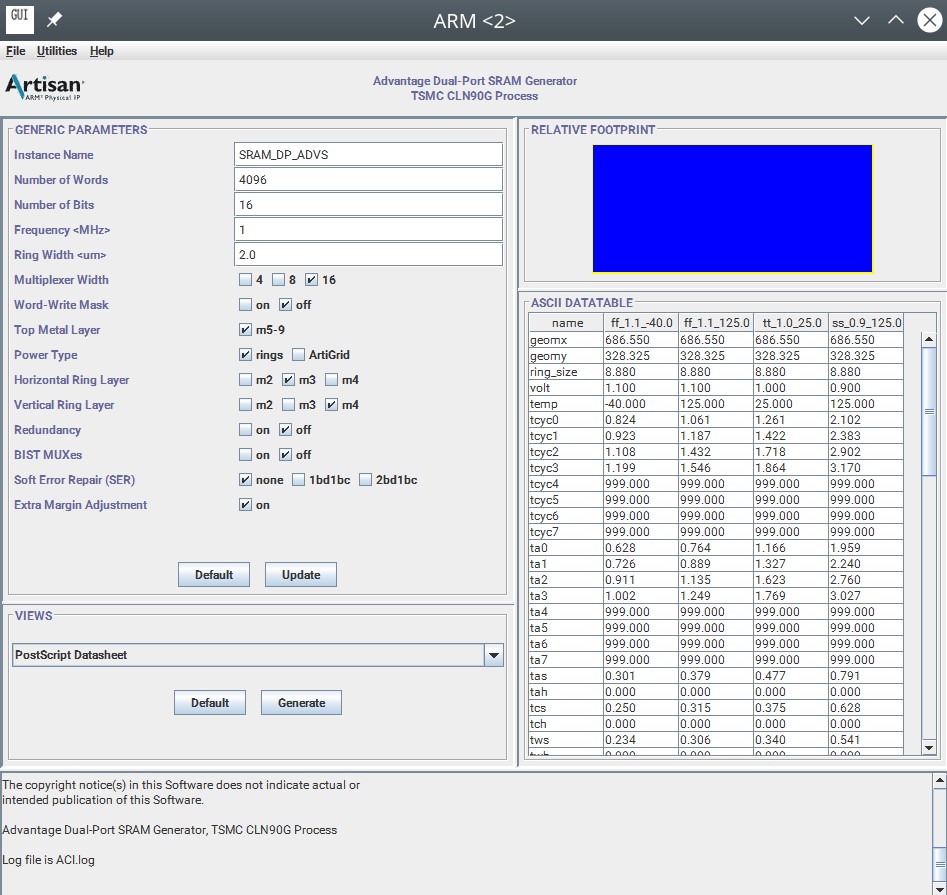 GUI
ARM <2>
File Utilities Help
Artisan
ARM® Physical IP
Advantage Dual-Port SRAM Generator
TSMC CLN90G Process
GENERIC PARAMETERS
Instance Name SRAM_DP_ADVS
Number of Words 4096
Number of Bits 16
Frequency <MHz> 1
Ring Width <um> 2.0
Multiplexer Width 4 8 16
Word-Write Mask on off
Top Metal Layer m5-9
Power Type rings ArtiGrid
Horizontal Ring Layer m2 m3 m4
Vertical Ring Layer m2 m3 m4
Redundancy on off
BIST MUXes on off
Soft Error Repair (SER) none 1bd1bc 2bd1bc
Extra Margin Adjustment on
Default Update
VIEWS
PostScript Datasheet
Default Generate
RELATIVE FOOTPRINT
ASCII DATATABLE
name ff_1.1_-40.0 ff_1.1_125.0 tt_1.0_25.0 ss_0.9_125.0
geomx 686.550 686.550 686.550 686.550
geomy 328.325 328.325 328.325 328.325
ring_size 8.880 8.880 8.880 8.880
volt 1.100 1.100 1.000 0.900
temp -40.000 125.000 25.000 125.000
tcyc0 0.824 1.061 1.261 2.102
tcyc1 0.923 1.187 1.422 2.383
tcyc2 1.108 1.432 1.718 2.902
tcyc3 1.199 1.546 1.864 3.170
tcyc4 999.000 999.000 999.000 999.000
tcyc5 999.000 999.000 999.000 999.000
tcyc6 999.000 999.000 999.000 999.000
tcyc7 999.000 999.000 999.000 999.000
ta0 0.628 0.764 1.166 1.959
ta1 0.726 0.889 1.327 2.240
ta2 0.911 1.135 1.623 2.760
ta3 1.002 1.249 1.769 3.027
ta4 999.000 999.000 999.000 999.000
ta5 999.000 999.000 999.000 999.000
ta6 999.000 999.000 999.000 999.000
ta7 999.000 999.000 999.000 999.000
tas 0.301 0.379 0.477 0.791
tah 0.000 0.000 0.000 0.000
tcs 0.250 0.315 0.375 0.628
tch 0.000 0.000 0.000 0.000
tws 0.234 0.306 0.340 0.541
twh 0.000 0.000 0.000 0.000
The copyright notice(s) in this Software does not indicate actual or
intended publication of this Software.
Advantage Dual-Port SRAM Generator, TSMC CLN90G Process
Log file is ACI.log